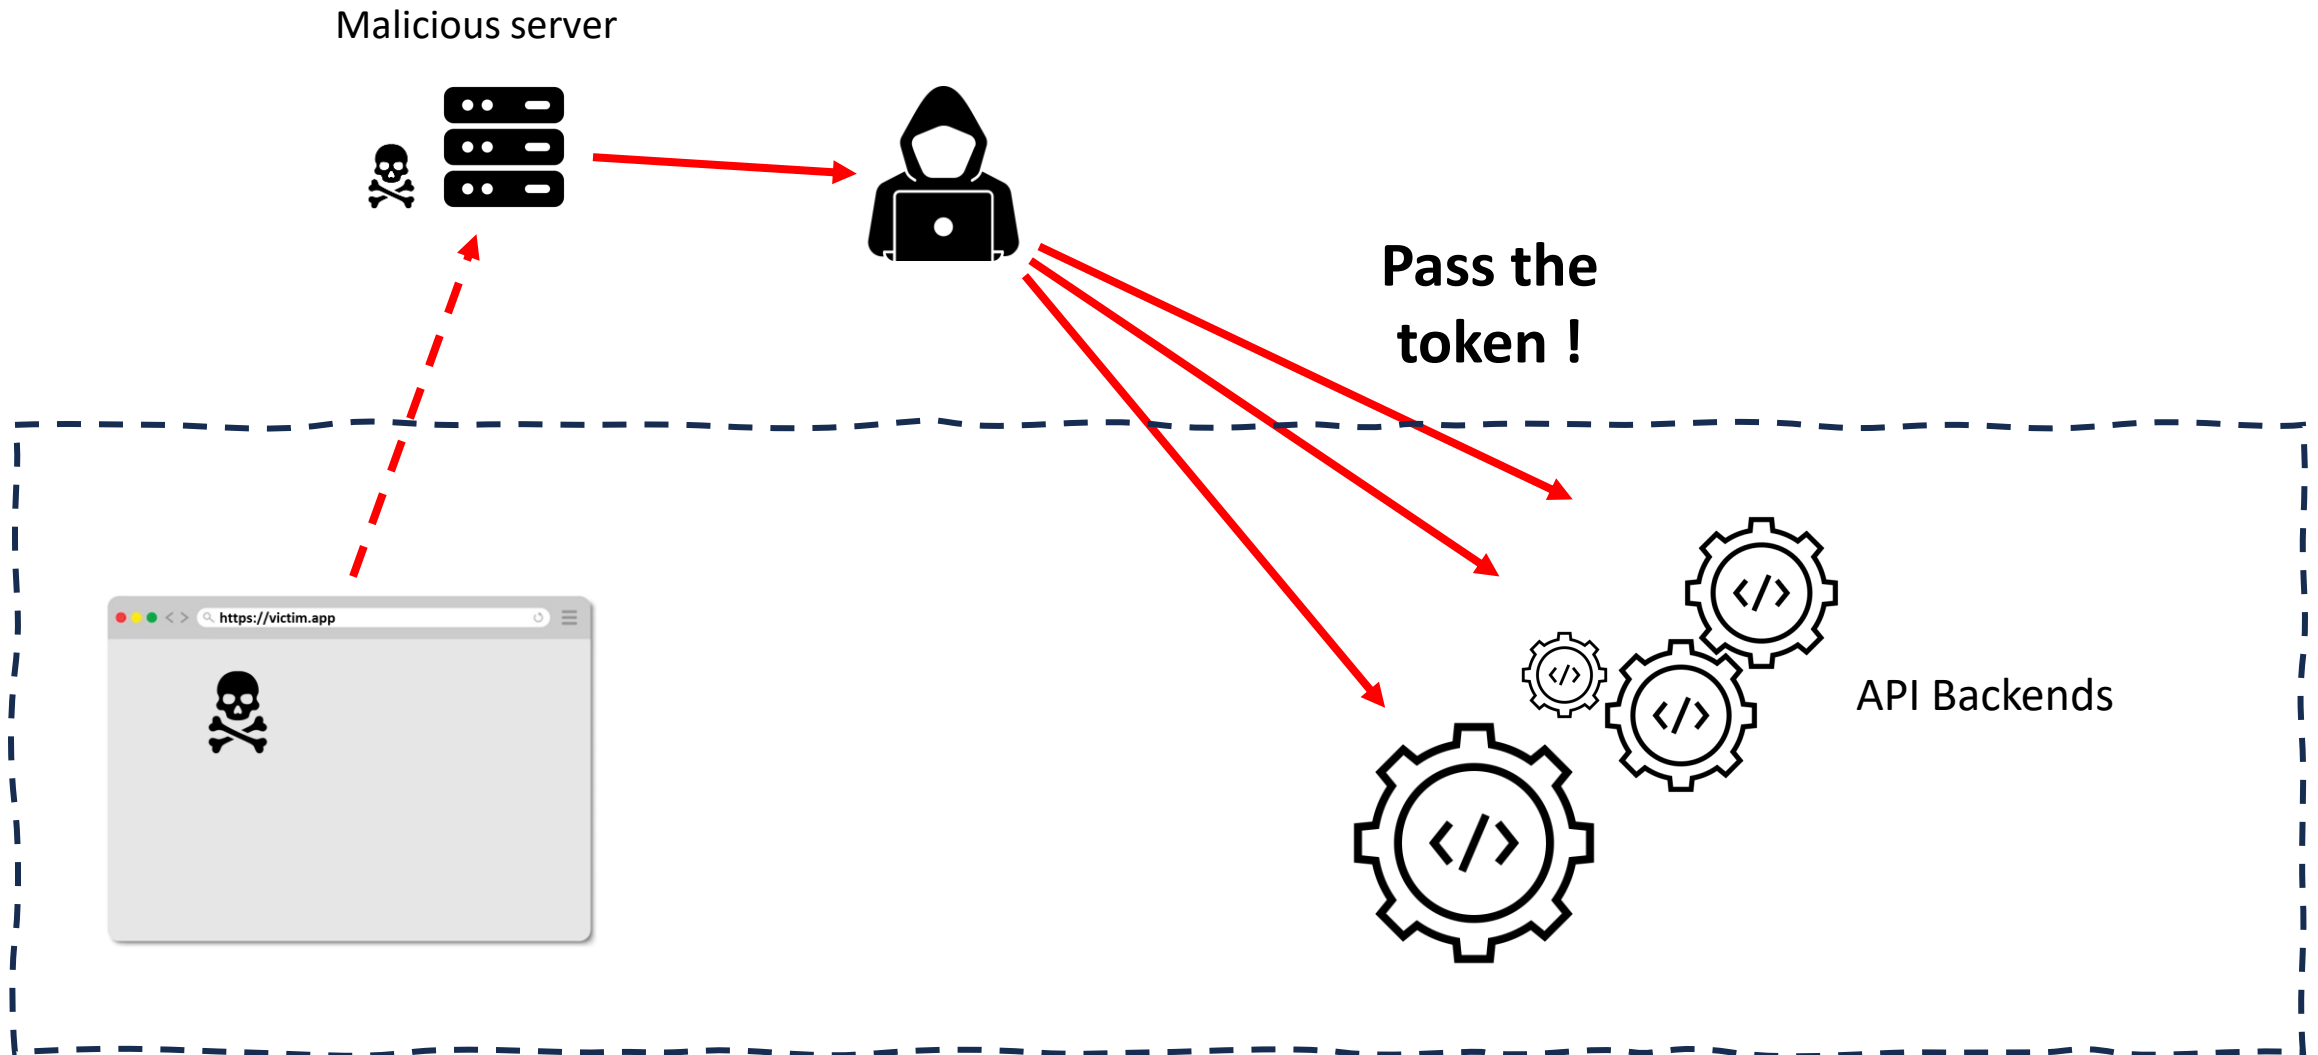 Malicious server
Pass the
token !
https://victim.app
API Backends